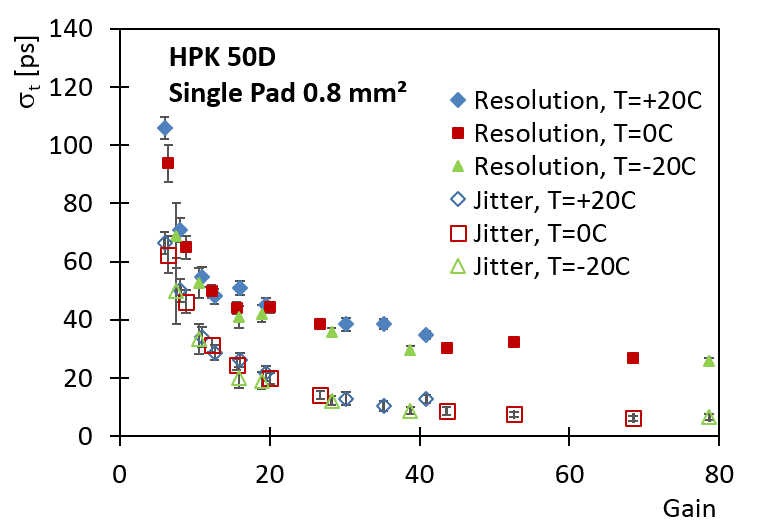 σt [ps]
140
120
100
80
60
40
20
0
HPK 50D
Single Pad 0.8 mm²
Resolution, T=+20C
Resolution, T=0C
Resolution, T=-20C
Jitter, T=+20C
Jitter, T=0C
Jitter, T=-20C
0 20 40 60 80
Gain